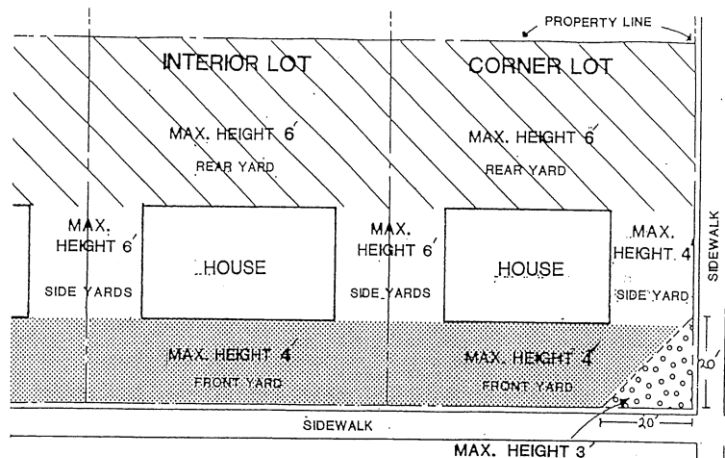 PROPERTY LINE
INTERIOR LOT
CORNER LOT
MAX. HEIGHT 6'
REAR YARD
MAX. HEIGHT 6'
REAR YARD
MAX.
HEIGHT 6'
SIDE YARDS
HOUSE
MAX.
HEIGHT 6'
SIDE YARDS
HOUSE
MAX.
HEIGHT 4'
SIDE YARD
SIDEWALK
MAX. HEIGHT 4'
FRONT YARD
MAX. HEIGHT 4'
FRONT YARD
20'
20'
SIDEWALK
MAX. HEIGHT 3'